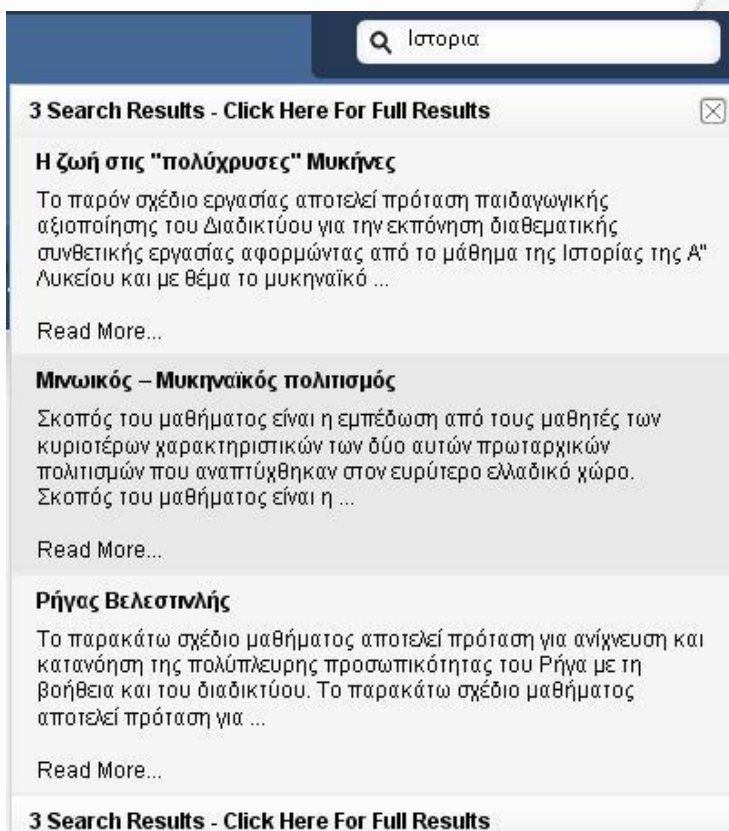 Ιστορια
3 Search Results - Click Here For Full Results
Η ζωή στις "πολύχρυσες" Μυκήνες
Το παρόν σχέδιο εργασίας αποτελεί πρόταση παιδαγωγικής
αξιοποίησης του Διαδικτύου για την εκπόνηση διαθεματικής
συνθετικής εργασίας αφορμώντας από το μάθημα της Ιστορίας της Α"
Λυκείου και με θέμα το μυκηναϊκό ...
Read More...
Μινωικός – Μυκηναϊκός πολιτισμός
Σκοπός του μαθήματος είναι η εμπέδωση από τους μαθητές των
κυριοτέρων χαρακτηριστικών των δύο αυτών πρωταρχικών
πολιτισμών που αναπτύχθηκαν στον ευρύτερο ελλαδικό χώρο.
Σκοπός του μαθήματος είναι η ...
Read More...
Ρήγας Βελεστινλής
Το παρακάτω σχέδιο μαθήματος αποτελεί πρόταση για ανίχνευση και
κατανόηση της πολύπλευρης προσωπικότητας του Ρήγα με τη
βοήθεια και του διαδικτύου. Το παρακάτω σχέδιο μαθήματος
αποτελεί πρόταση για ...
Read More...
3 Search Results - Click Here For Full Results